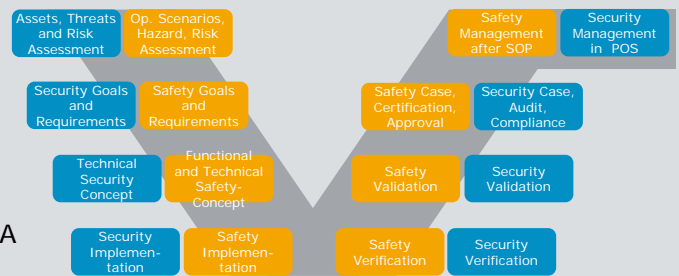 Assets, Threats
and Risk
Assessment
Op. Scenarios,
Hazard, Risk
Assessment
Safety
Management
after SOP
Security
Management
in POS
Security Goals
and
Requirements
Safety Goals
and
Requirements
Safety Case,
Certification,
Approval
Security Case,
Audit,
Compliance
Technical
Security
Concept
Functional
and Technical
Safety-
Concept
Safety
Validation
Security
Validation
A
Security
Implemen-
tation
Safety
Implemen-
tation
Safety
Verification
Security
Verification